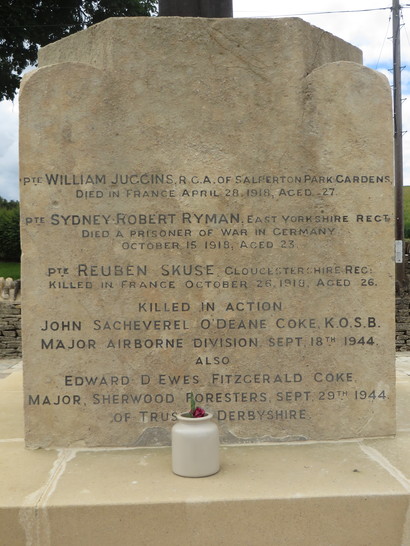 PTE WILLIAM JUGGINS, R.G.A, OF SALPERTON PARK GARDENS,
DIED IN FRANCE APRIL 28, 1918, AGED 27.
PTE SYDNEY ROBERT RYMAN, EAST YORKSHIRE REGT
DIED A PRISONER OF WAR IN GERMANY
OCTOBER 15 1918, AGED 23.
PTE REUBEN SKUSE, GLOUCESTERSHIRE REG:
KILLED IN FRANCE OCTOBER 26, 1918, AGED 26.
KILLED IN ACTION
JOHN SACHEVEREL O'DEANE COKE, K.O.S.B.
MAJOR AIRBORNE DIVISION, SEPT, 18TH 1944.
ALSO
EDWARD D'EWES FITZGERALD COKE
MAJOR, SHERWOOD FORESTERS, SEPT. 29TH 1944
OF DERBYSHIRE.